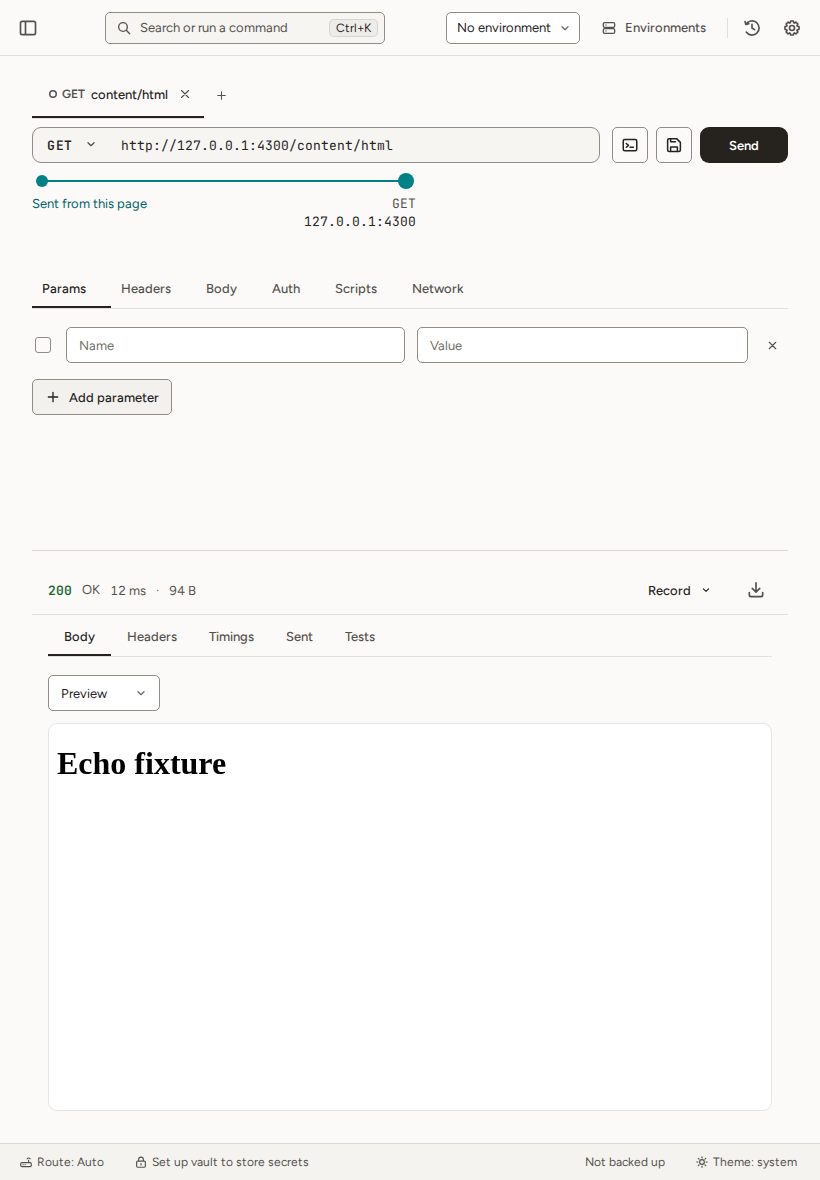 Search or run a command Ctrl+K No environment Environments
GET content/html
GET http://127.0.0.1:4300/content/html Send
Sent from this page GET
127.0.0.1:4300
Params Headers Body Auth Scripts Network
Name Value
Add parameter
200 OK 12 ms · 94 B Record
Body Headers Timings Sent Tests
Preview
Echo fixture
Route: Auto Set up vault to store secrets Not backed up Theme: system